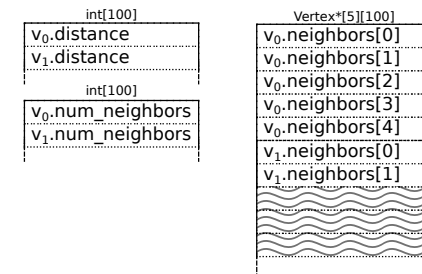 int[100]
v₀.distance
v₁.distance
int[100]
v₀.num_neighbors
v₁.num_neighbors
Vertex*[5][100]
v₀.neighbors[0]
v₀.neighbors[1]
v₀.neighbors[2]
v₀.neighbors[3]
v₀.neighbors[4]
v₁.neighbors[0]
v₁.neighbors[1]